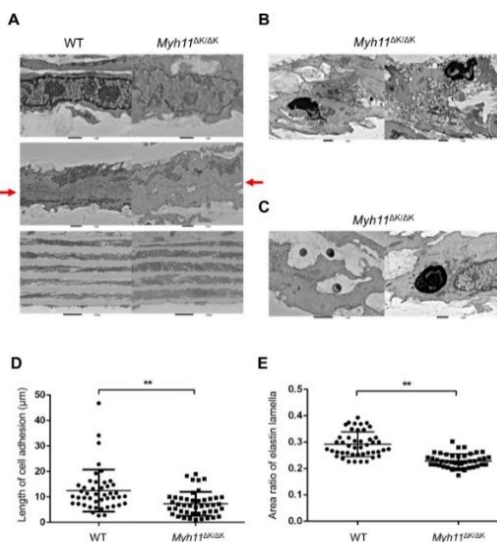 A
WT
Myh11ΔK/ΔK
B
Myh11ΔK/ΔK
C
Myh11ΔK/ΔK
D
**
Length of cell adhesion (μm)
50
40
30
20
10
0
WT
Myh11ΔK/ΔK
E
**
Area ratio of elastin lamella
0.5
0.4
0.3
0.2
0.1
0.0
WT
Myh11ΔK/ΔK